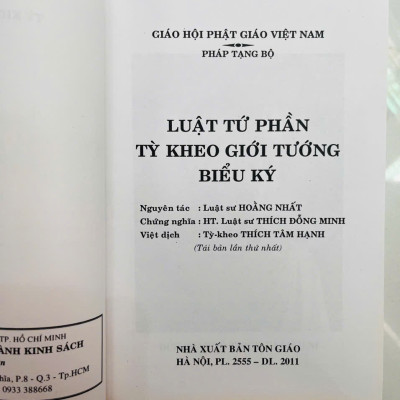 GIÁO HỘI PHẬT GIÁO VIỆT NAM
PHÁP TẠNG BỘ
LUẬT TỨ PHẦN
TỲ KHEO GIỚI TƯỚNG
BIỂU KÝ
Nguyên tác : Luật sư HOẰNG NHẤT
Chứng nghĩa : HT. Luật sư THÍCH ĐỒNG MINH
Việt dịch : Tỳ-kheo THÍCH TÂM HẠNH
(Tái bản lần thứ nhất)
NHÀ XUẤT BẢN TÔN GIÁO
HÀ NỘI, PL. 2555 – DL. 2011
TP. HỒ CHÍ MINH
ÀNH KINH SÁCH
ĩa, P.8 - Q.3 - Tp.HCM
0933 388668